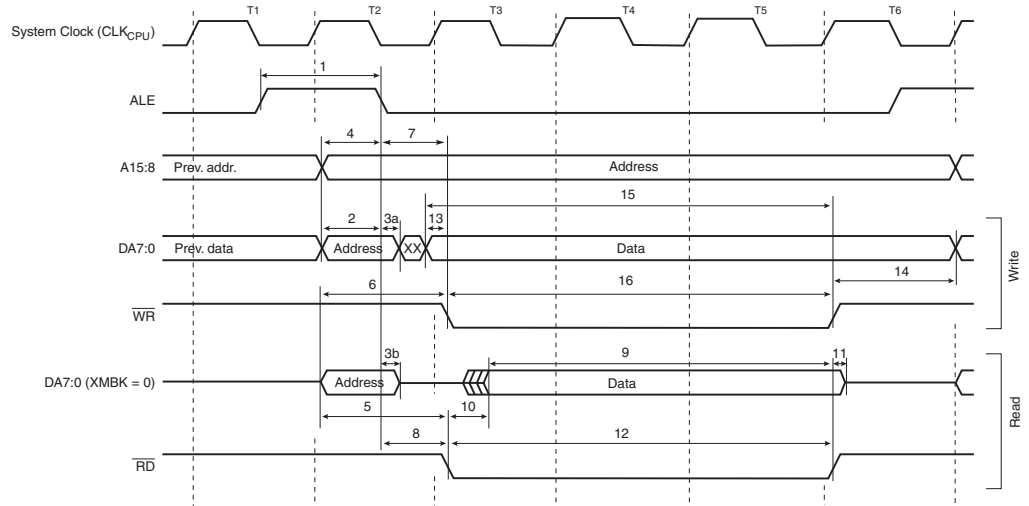 T1 T2 T3 T4 T5 T6
System Clock (CLKCPU)
1
ALE
4 7
A15:8 Prev. addr. Address
15
2 3a 13
DA7:0 Prev. data Address XX Data
14
6 16
WR
Write
3b 9 11
DA7:0 (XMBK = 0) Address Data
5 10
Read
8 12
RD